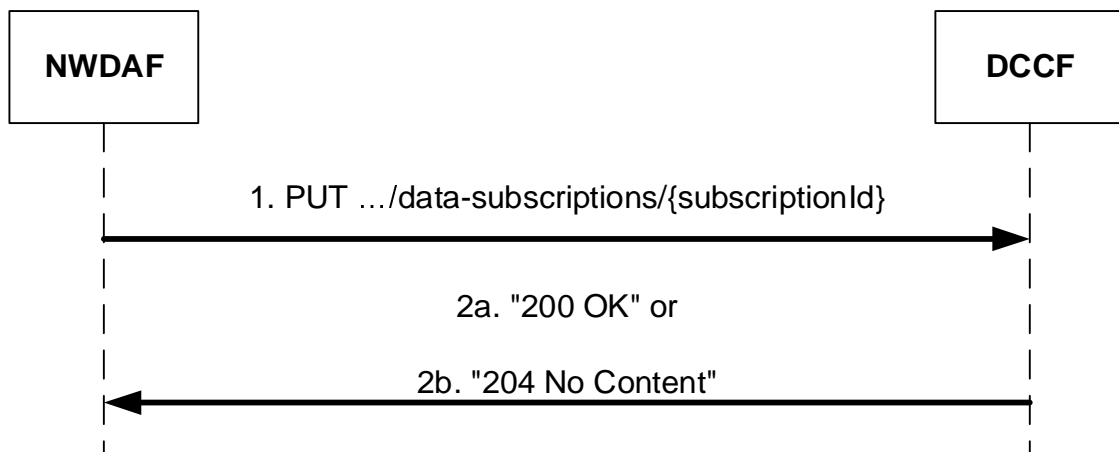 NWDAF
DCCF
1. PUT …/data-subscriptions/{subscriptionId}
2a. "200 OK" or
2b. "204 No Content"